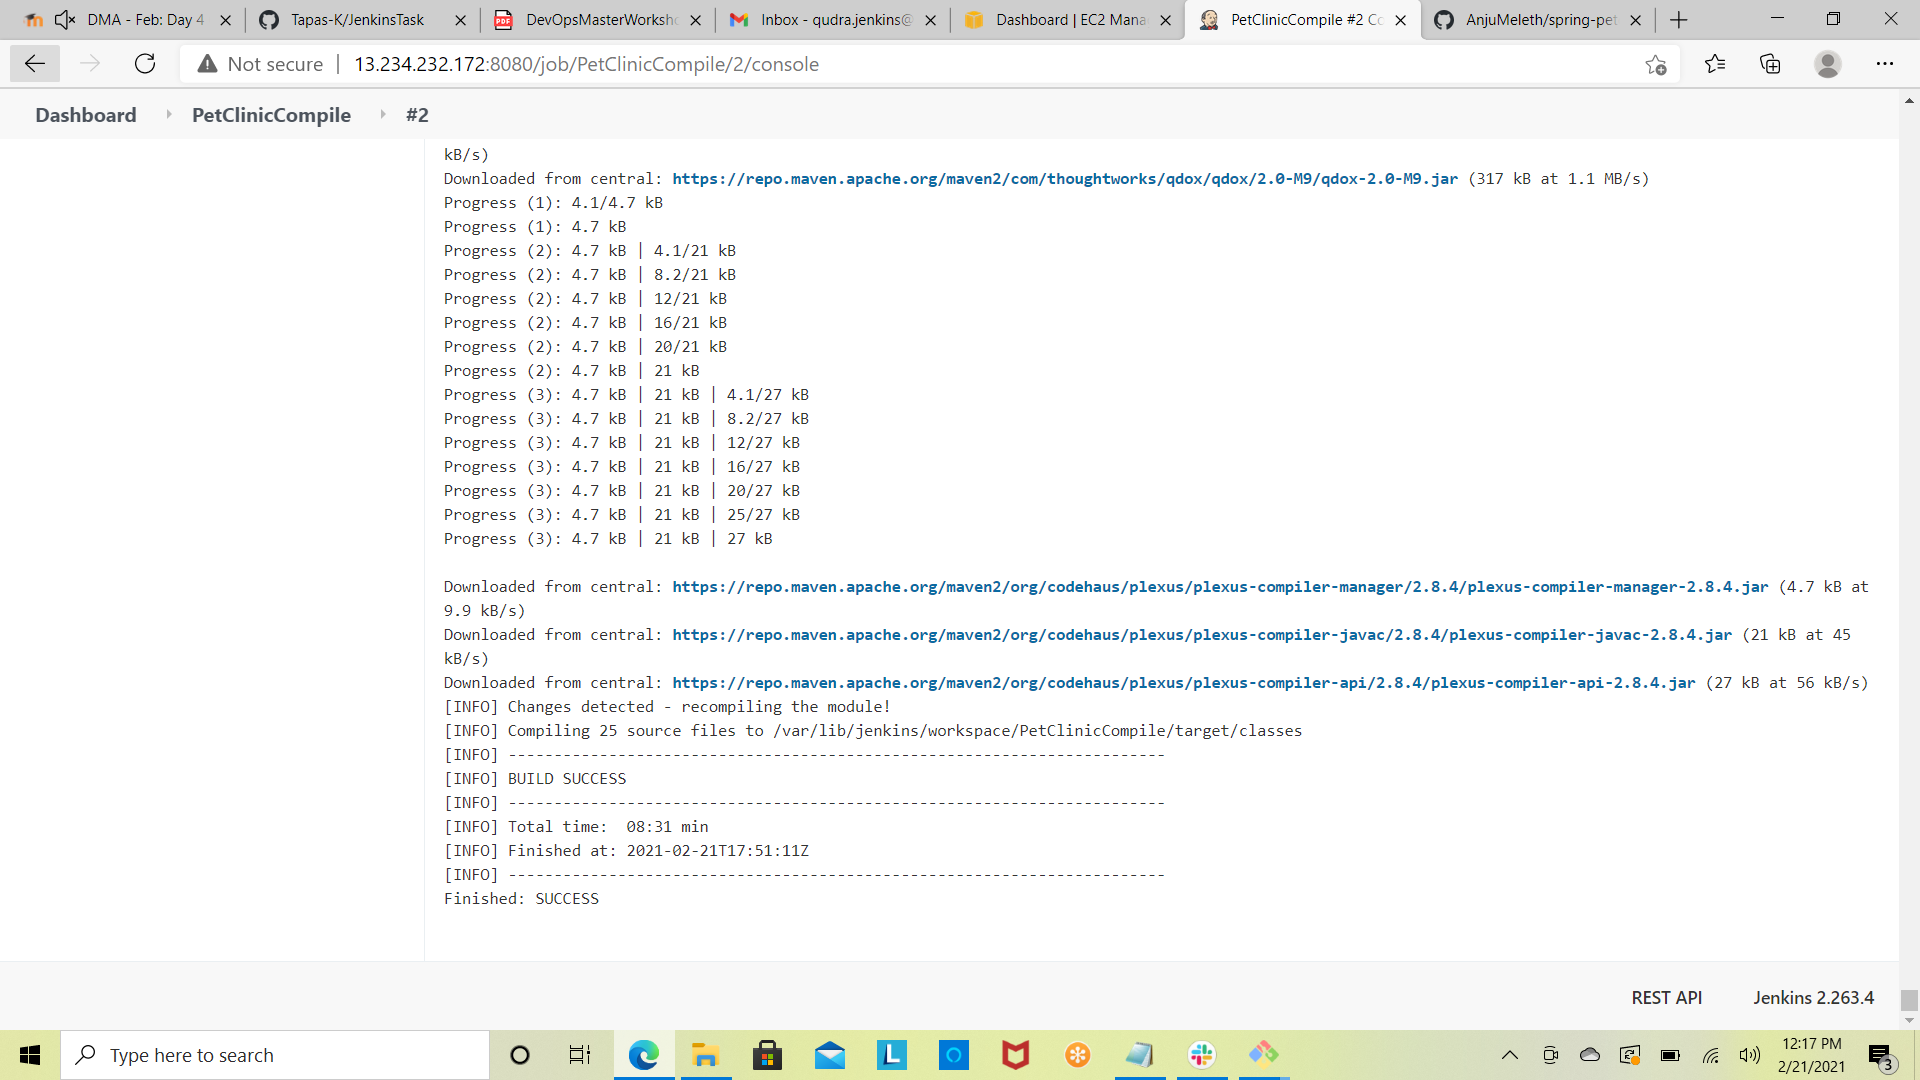 DMA - Feb: Day 4
Tapas-K/JenkinsTask
DevOpsMasterWorksho
Inbox - qudra.jenkins@
Dashboard | EC2 Mana
PetClinicCompile #2 Co
AnjuMeleth/spring-pet
Not secure | 13.234.232.172:8080/job/PetClinicCompile/2/console
Dashboard PetClinicCompile #2
kB/s)
Downloaded from central: https://repo.maven.apache.org/maven2/com/thoughtworks/qdox/qdox/2.0-M9/qdox-2.0-M9.jar (317 kB at 1.1 MB/s)
Progress (1): 4.1/4.7 kB
Progress (1): 4.7 kB
Progress (2): 4.7 kB | 4.1/21 kB
Progress (2): 4.7 kB | 8.2/21 kB
Progress (2): 4.7 kB | 12/21 kB
Progress (2): 4.7 kB | 16/21 kB
Progress (2): 4.7 kB | 20/21 kB
Progress (2): 4.7 kB | 21 kB
Progress (3): 4.7 kB | 21 kB | 4.1/27 kB
Progress (3): 4.7 kB | 21 kB | 8.2/27 kB
Progress (3): 4.7 kB | 21 kB | 12/27 kB
Progress (3): 4.7 kB | 21 kB | 16/27 kB
Progress (3): 4.7 kB | 21 kB | 20/27 kB
Progress (3): 4.7 kB | 21 kB | 25/27 kB
Progress (3): 4.7 kB | 21 kB | 27 kB
Downloaded from central: https://repo.maven.apache.org/maven2/org/codehaus/plexus/plexus-compiler-manager/2.8.4/plexus-compiler-manager-2.8.4.jar (4.7 kB at
9.9 kB/s)
Downloaded from central: https://repo.maven.apache.org/maven2/org/codehaus/plexus/plexus-compiler-javac/2.8.4/plexus-compiler-javac-2.8.4.jar (21 kB at 45
kB/s)
Downloaded from central: https://repo.maven.apache.org/maven2/org/codehaus/plexus/plexus-compiler-api/2.8.4/plexus-compiler-api-2.8.4.jar (27 kB at 56 kB/s)
[INFO] Changes detected - recompiling the module!
[INFO] Compiling 25 source files to /var/lib/jenkins/workspace/PetClinicCompile/target/classes
[INFO] ------------------------------------------------------------------------
[INFO] BUILD SUCCESS
[INFO] ------------------------------------------------------------------------
[INFO] Total time:  08:31 min
[INFO] Finished at: 2021-02-21T17:51:11Z
[INFO] ------------------------------------------------------------------------
Finished: SUCCESS
REST API Jenkins 2.263.4
Type here to search
12:17 PM
2/21/2021
3